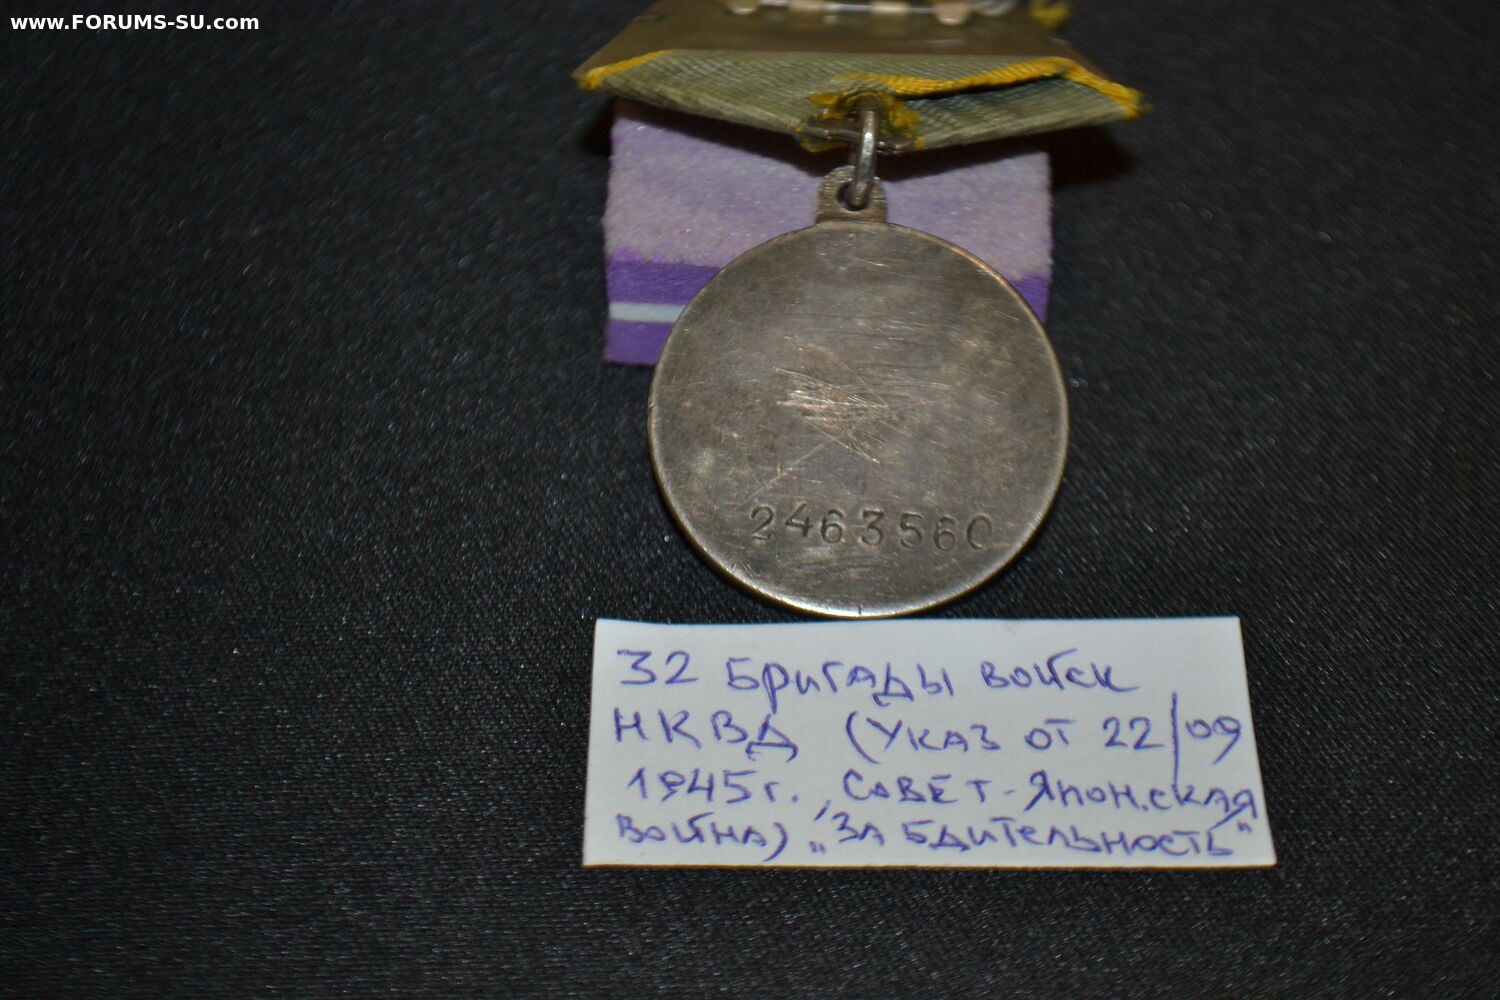 www.FORUMS-SU.com
2463560
32 Бригады войск
НКВД (Указ от 22/09
1945г., Совет-Японская
война) „За бдительность"